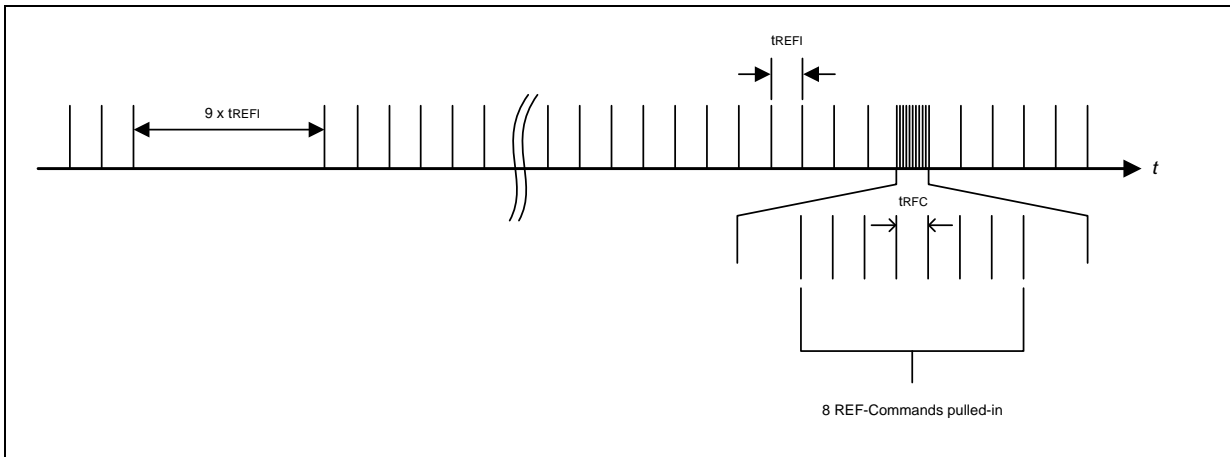 tREFI
9 x tREFI
t
tRFC
8 REF-Commands pulled-in